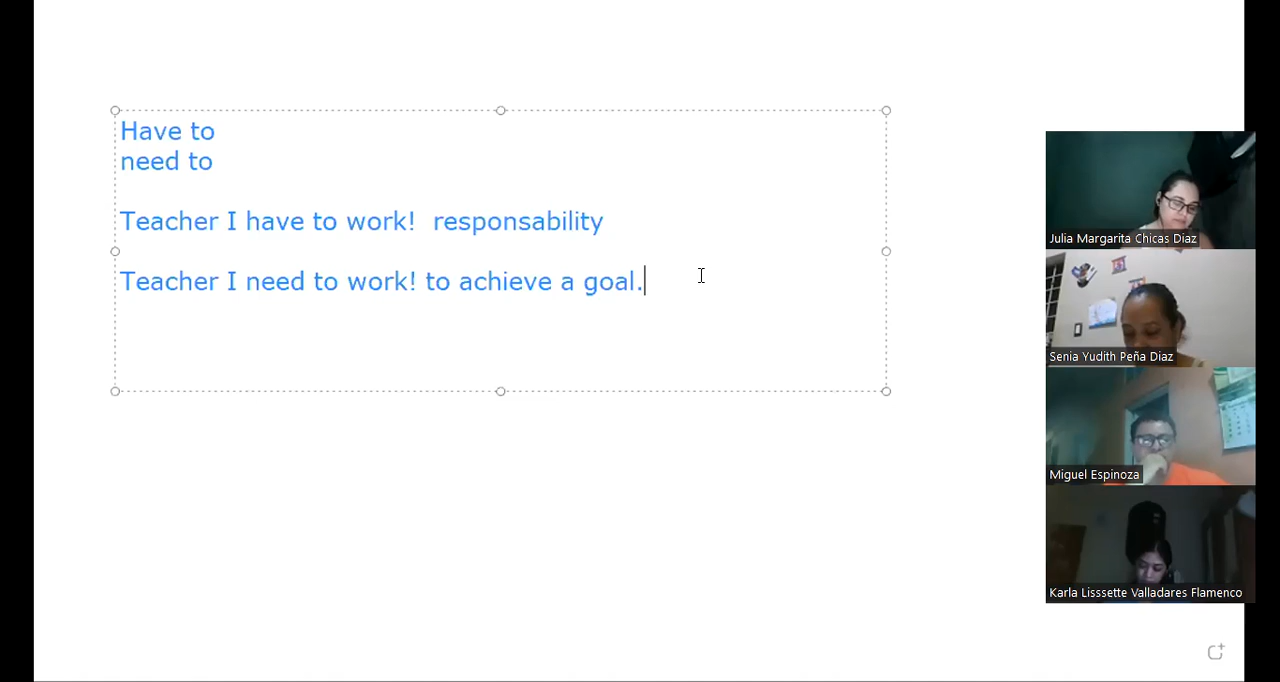 Have to
need to
Teacher I have to work!  responsability
Teacher I need to work! to achieve a goal.
Julia Margarita Chicas Diaz
Senia Yudith Peña Diaz
Miguel Espinoza
Karla Lisssette Valladares Flamenco